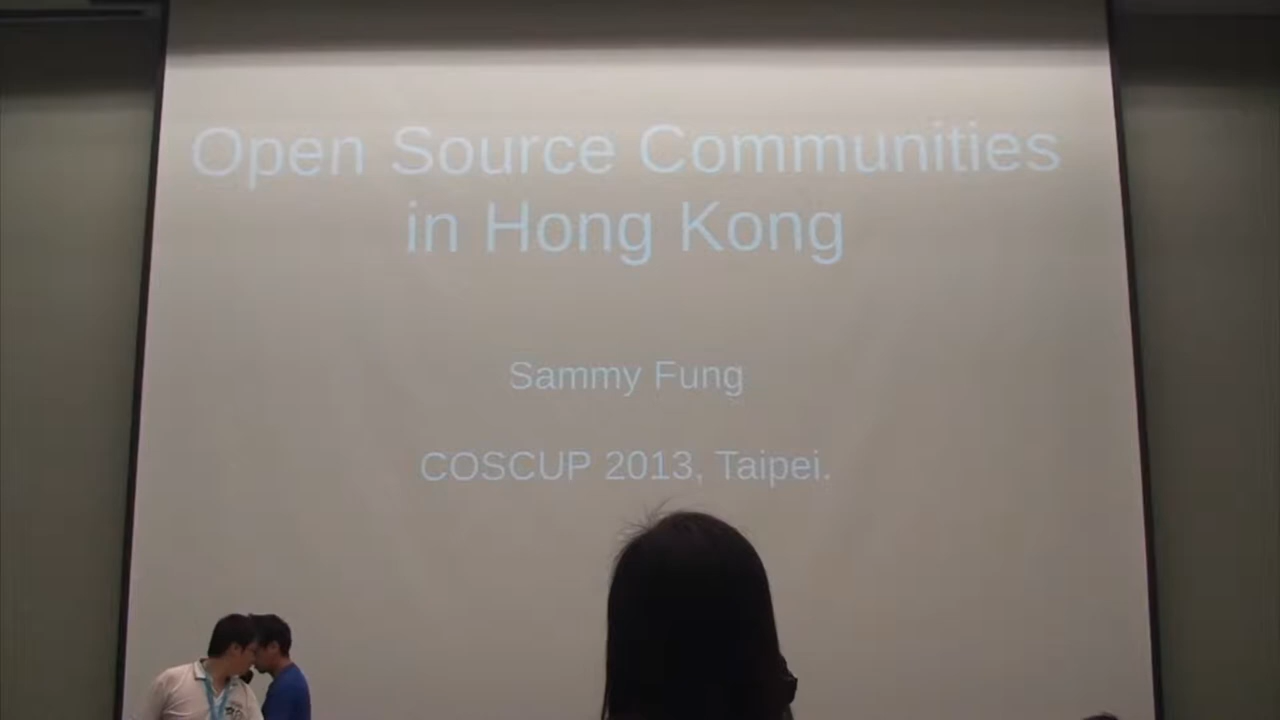 Open Source Communities
in Hong Kong
Sammy Fung
COSCUP 2013, Taipei.